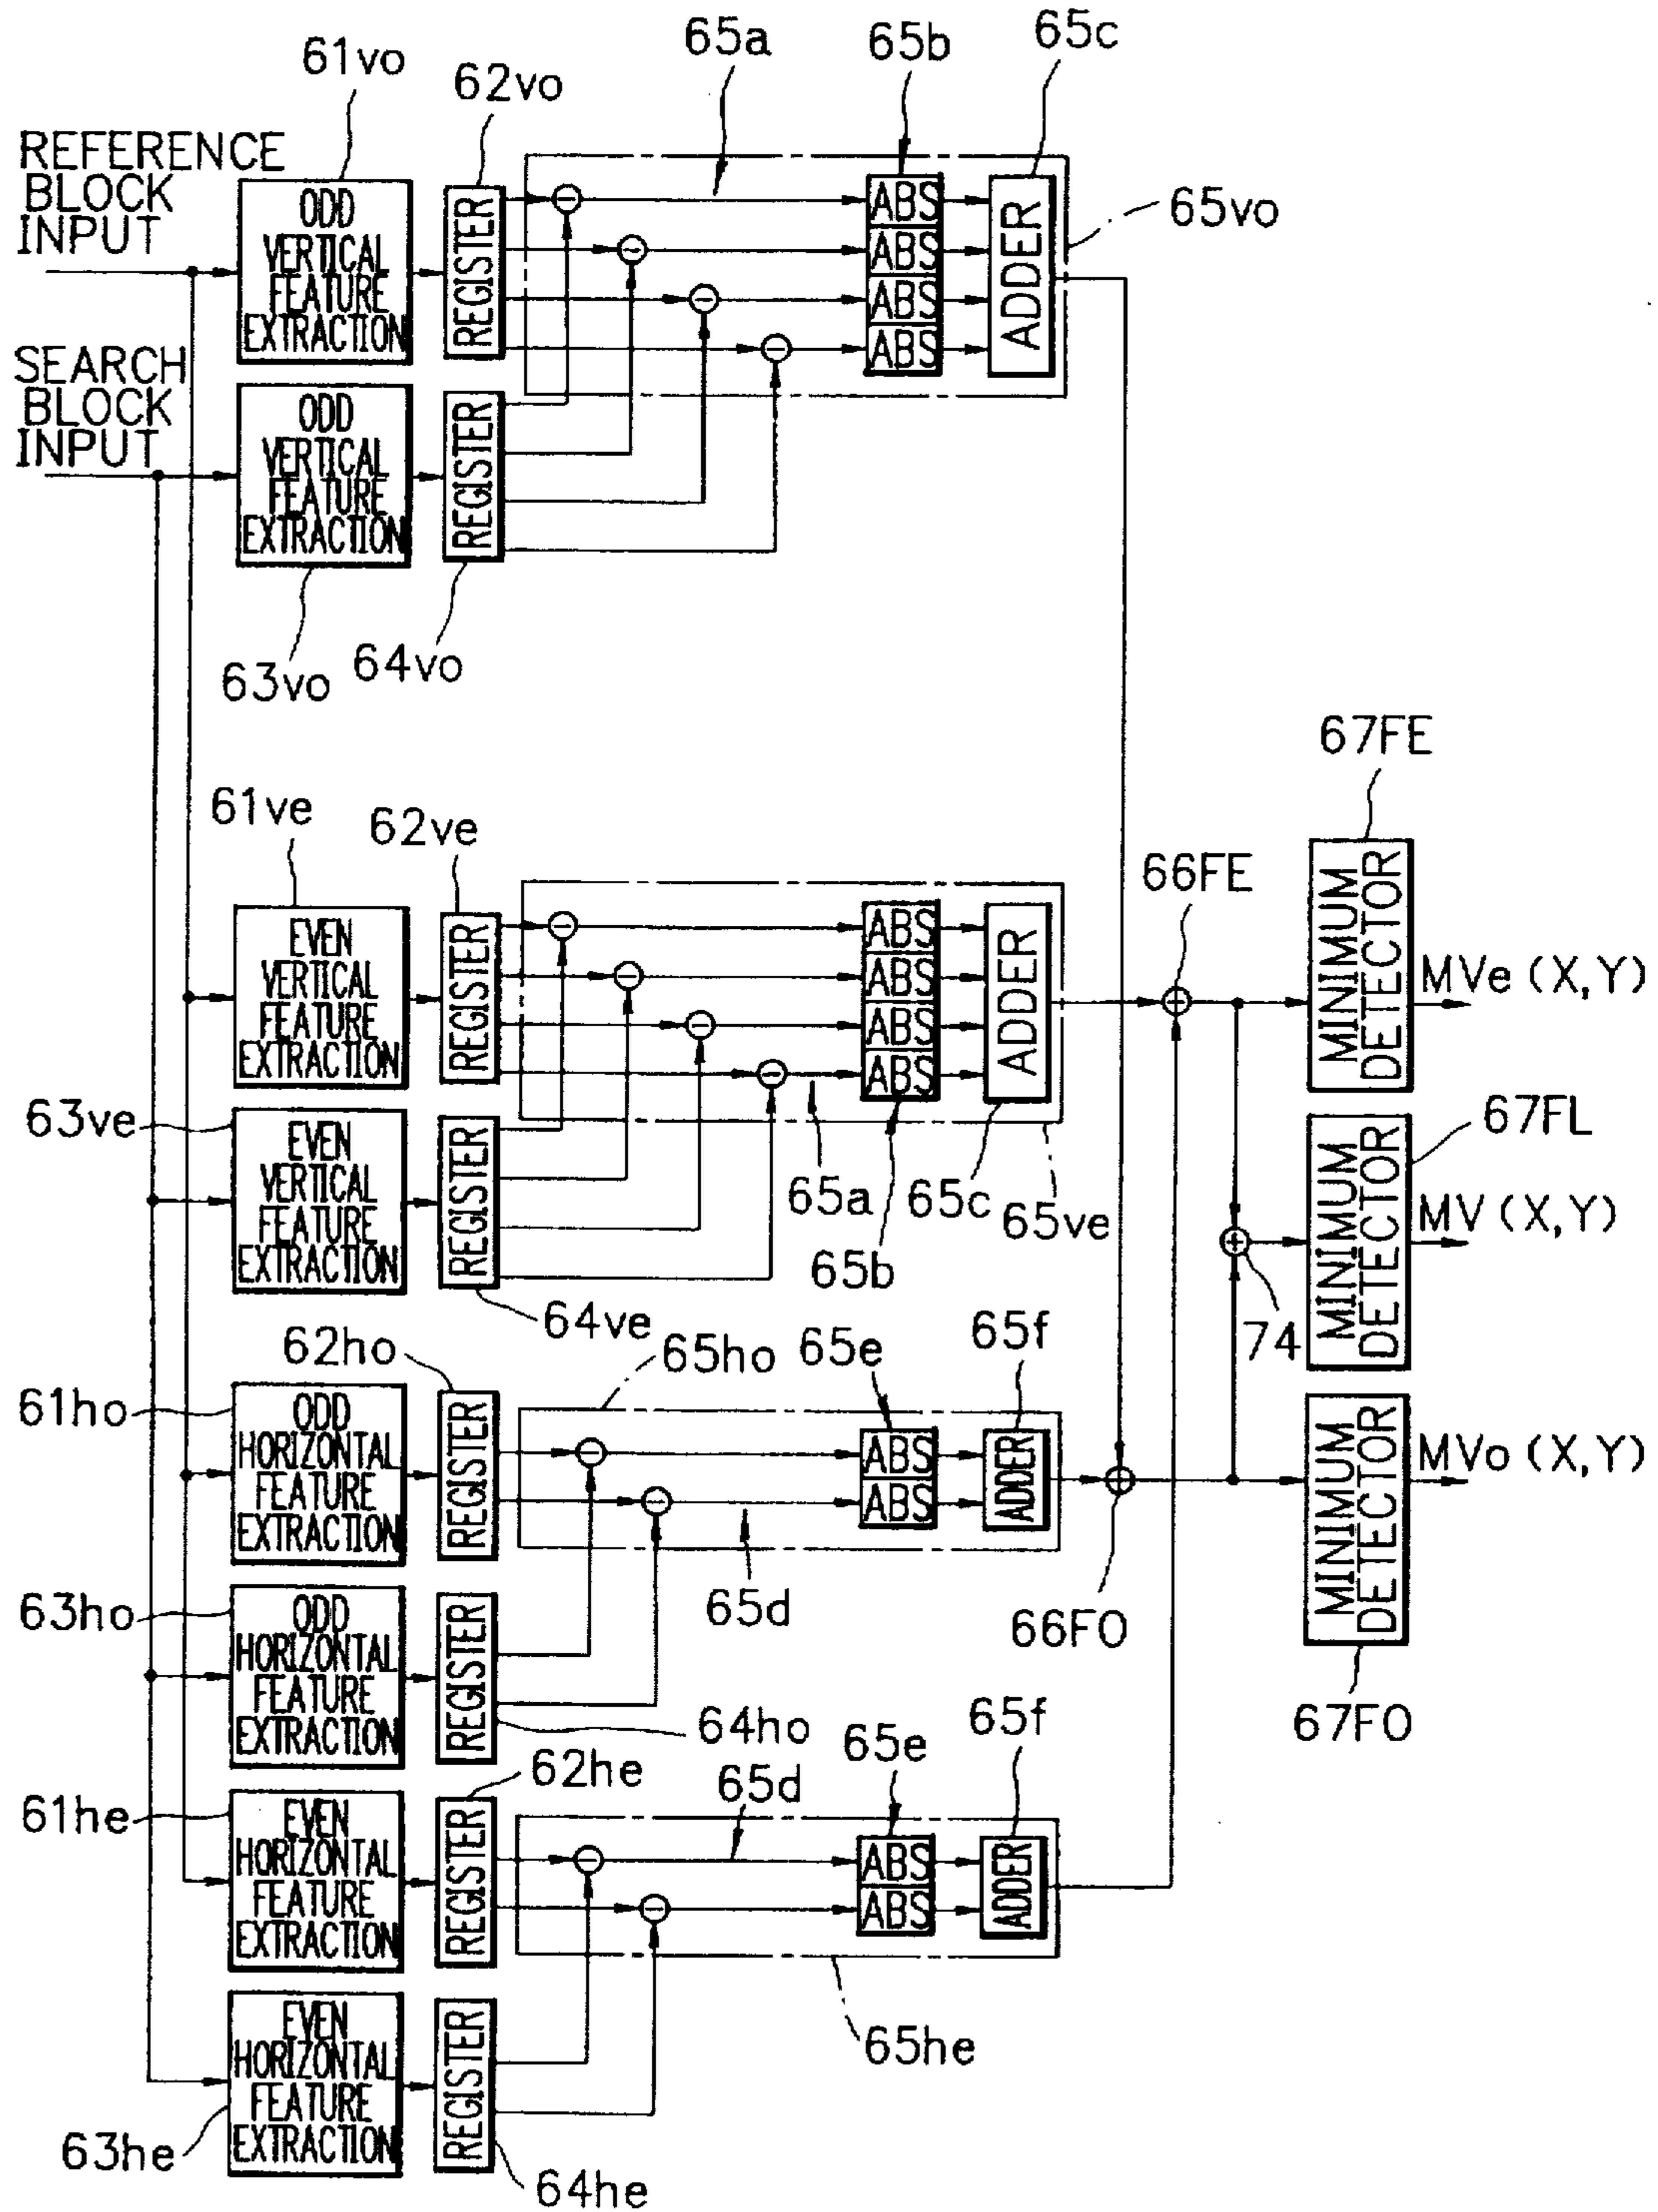 65a
65b
65c
61vo
62vo
REFERENCE
BLOCK
INPUT
ODD
VERTICAL
FEATURE
EXTRACTION
REGISTER
ABS
ABS
ABS
ABS
ADDER
65vo
SEARCH
BLOCK
INPUT
ODD
VERTICAL
FEATURE
EXTRACTION
REGISTER
63vo
64vo
67FE
61ve
62ve
66FE
EVEN
VERTICAL
FEATURE
EXTRACTION
REGISTER
ABS
ABS
ABS
ABS
ADDER
MINIMUM
DETECTOR
MVe (X,Y)
63ve
EVEN
VERTICAL
FEATURE
EXTRACTION
REGISTER
65a
65b
65c
65ve
67FL
MINIMUM
DETECTOR
MV (X,Y)
74
64ve
62ho
65ho
65e
65f
61ho
ODD
HORIZONTAL
FEATURE
EXTRACTION
REGISTER
ABS
ABS
ADDER
MINIMUM
DETECTOR
MVo (X,Y)
65d
66FO
67FO
63ho
ODD
HORIZONTAL
FEATURE
EXTRACTION
REGISTER
64ho
62he
65d
65e
65f
61he
EVEN
HORIZONTAL
FEATURE
EXTRACTION
REGISTER
ABS
ABS
ADDER
65he
EVEN
HORIZONTAL
FEATURE
EXTRACTION
REGISTER
63he
64he